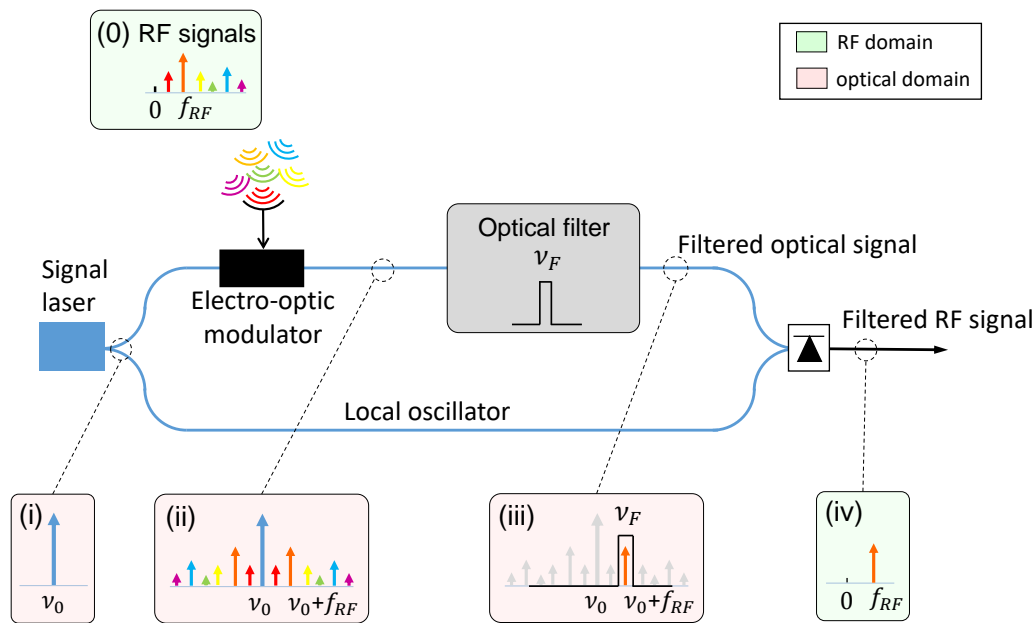 (0) RF signals
0 f_RF
RF domain
optical domain
Signal
laser
Electro-optic
modulator
Optical filter
ν_F
Filtered optical signal
Filtered RF signal
Local oscillator
(i)
ν_0
(ii)
ν_0 ν_0+f_RF
(iii)
ν_F
ν_0 ν_0+f_RF
(iv)
0 f_RF